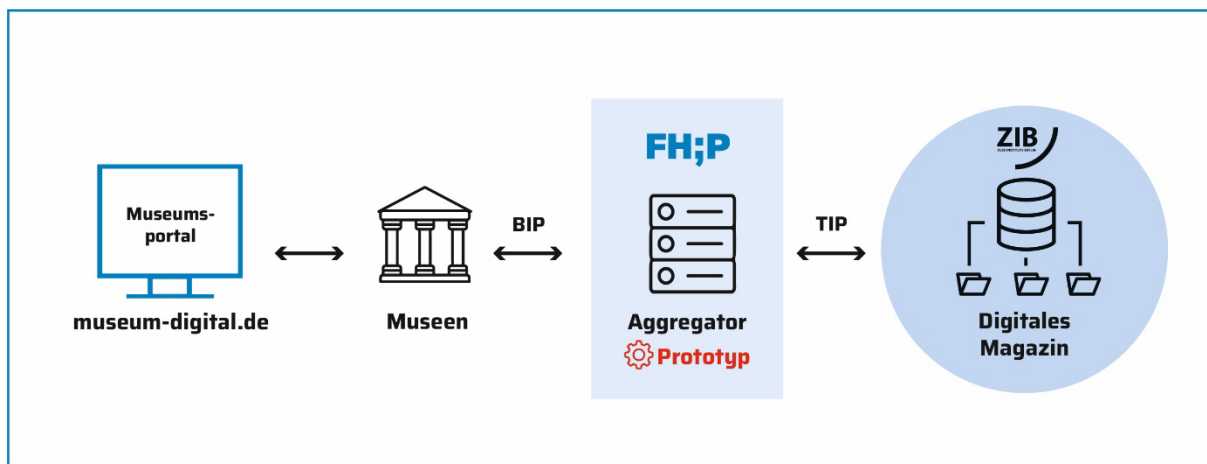 Museums-
portal
museum-digital.de
Museen
BIP
FH;P
Aggregator
Prototyp
TIP
ZIB
Digitales
Magazin